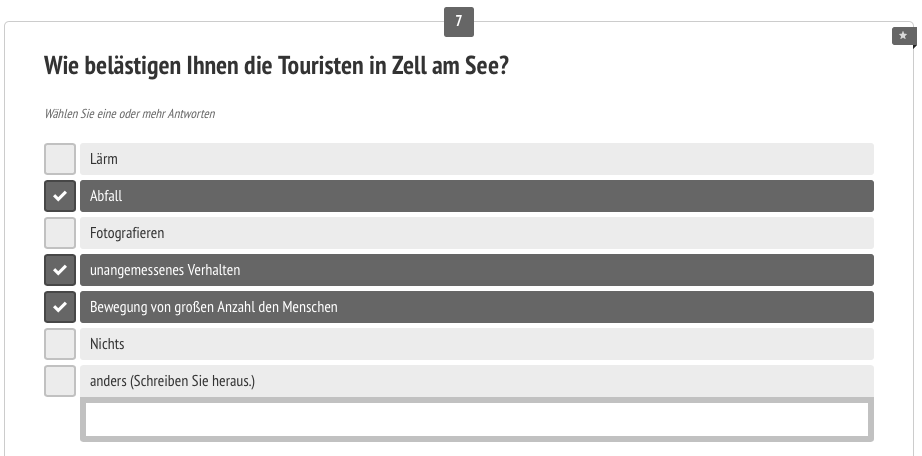 7
Wie belästigen Ihnen die Touristen in Zell am See?
Wählen Sie eine oder mehr Antworten
Lärm
Abfall
Fotografieren
unangemessenes Verhalten
Bewegung von großen Anzahl den Menschen
Nichts
anders (Schreiben Sie heraus.)